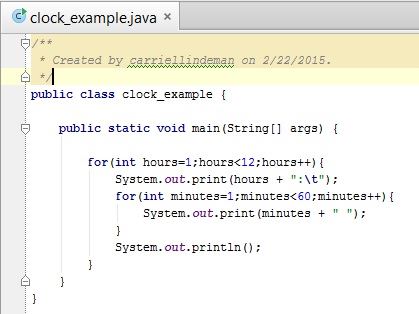 clock_example.java ×
/**
* Created by carriellindeman on 2/22/2015.
*/
public class clock_example {
public static void main(String[] args) {
for(int hours=1;hours<12;hours++){
System.out.print(hours + ":\t");
for(int minutes=1;minutes<60;minutes++){
System.out.print(minutes + " ");
}
System.out.println();
}
}
}